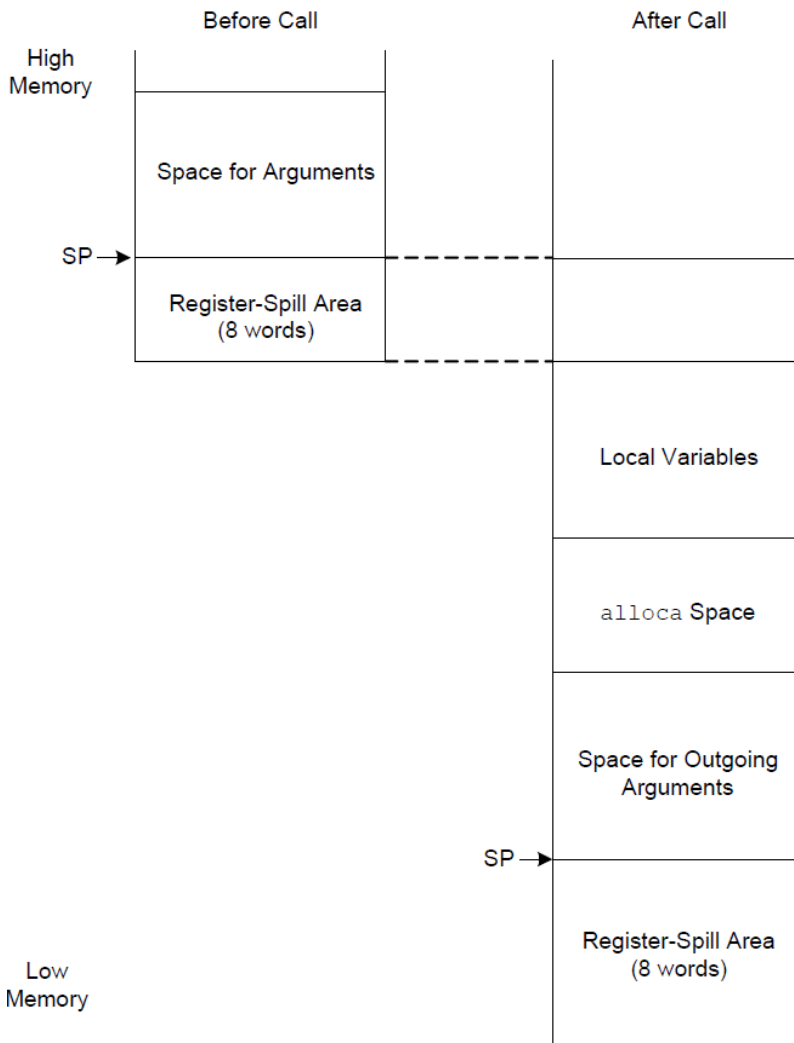 Before Call
After Call
High
Memory
Space for Arguments
SP
Register-Spill Area
(8 words)
Local Variables
alloca Space
Space for Outgoing
Arguments
SP
Register-Spill Area
(8 words)
Low
Memory